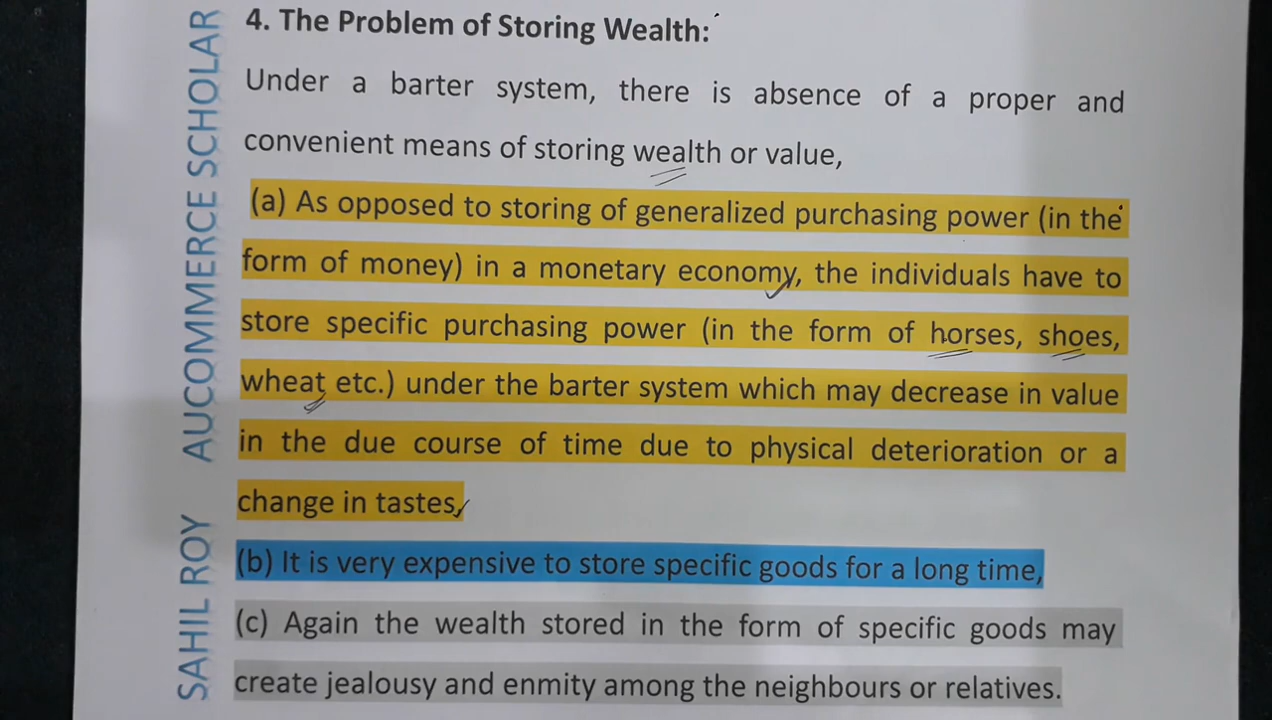 4. The Problem of Storing Wealth:
Under a barter system, there is absence of a proper and
convenient means of storing wealth or value,
(a) As opposed to storing of generalized purchasing power (in the
form of money) in a monetary economy, the individuals have to
store specific purchasing power (in the form of horses, shoes,
wheat etc.) under the barter system which may decrease in value
in the due course of time due to physical deterioration or a
change in tastes,
(b) It is very expensive to store specific goods for a long time,
(c) Again the wealth stored in the form of specific goods may
create jealousy and enmity among the neighbours or relatives.
SAHIL ROY AUCOMMERCE SCHOLAR